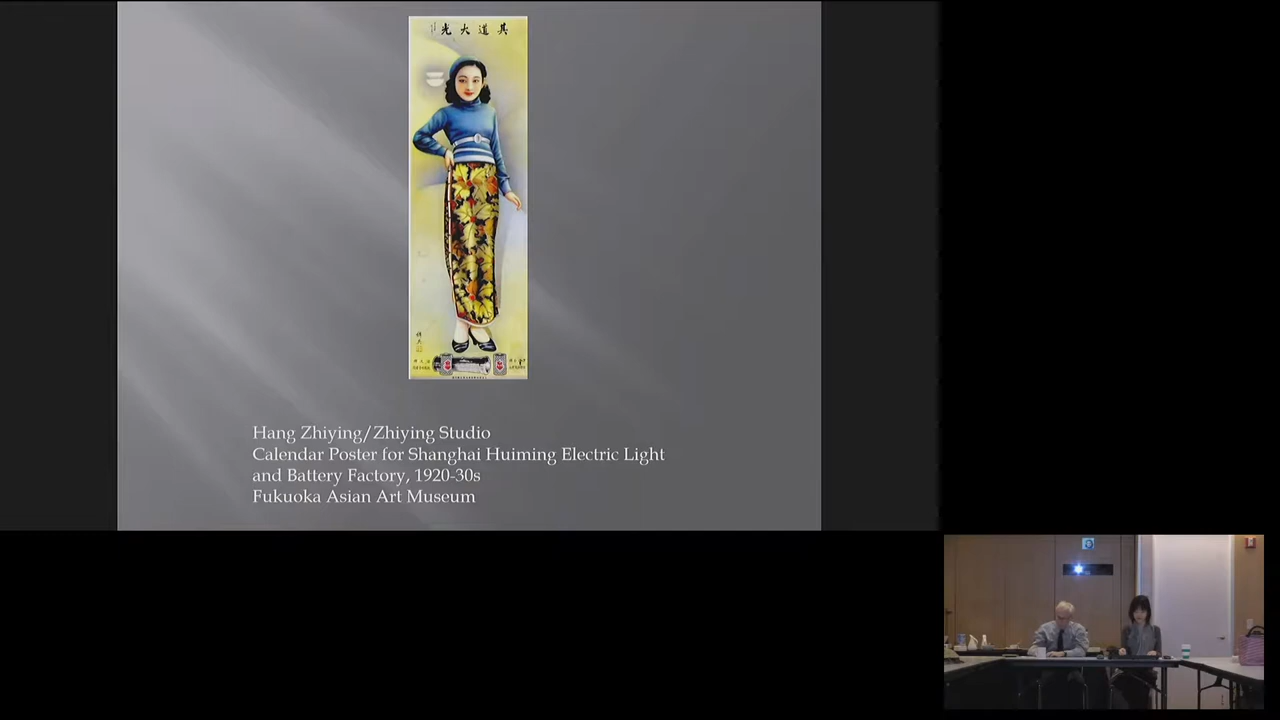 其道大光
Hang Zhiying/Zhiying Studio
Calendar Poster for Shanghai Huiming Electric Light
and Battery Factory, 1920-30s
Fukuoka Asian Art Museum